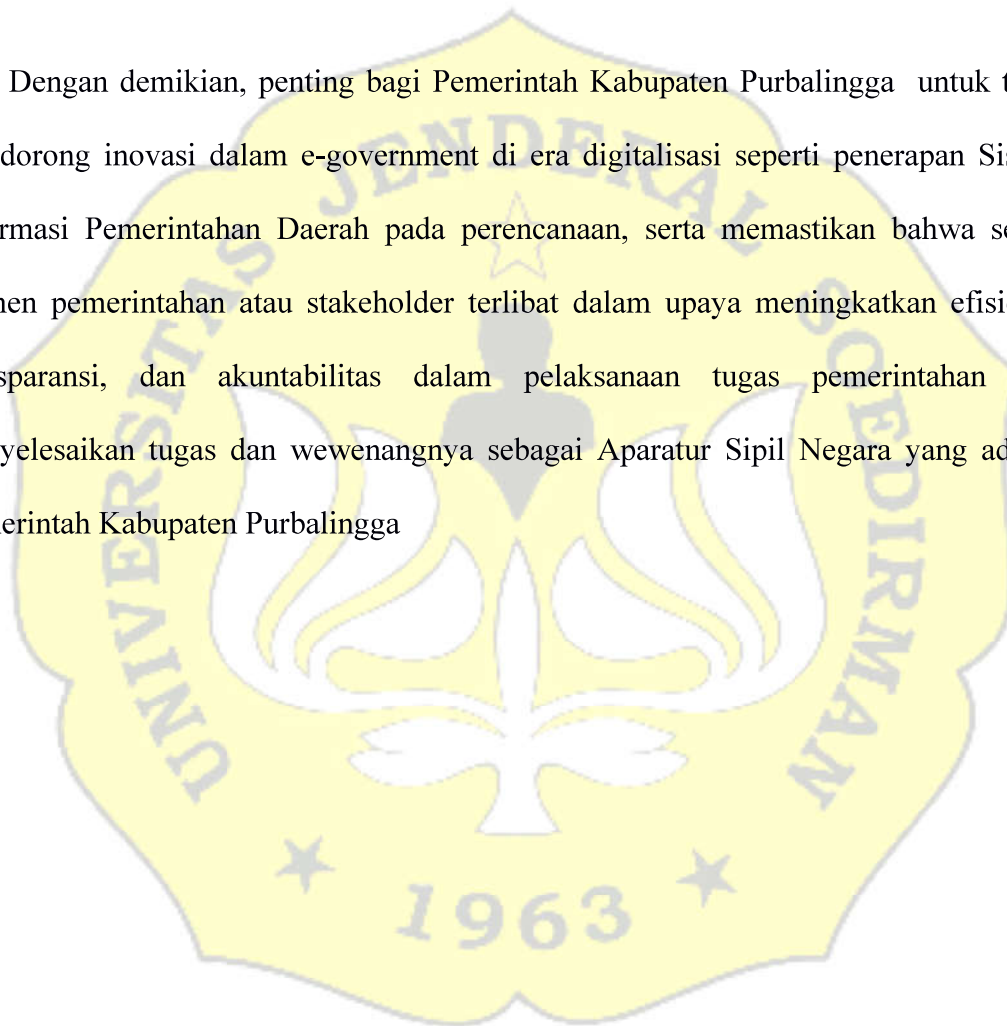 Dengan demikian, penting bagi Pemerintah Kabupaten Purbalingga untuk t
dorong inovasi dalam e-government di era digitalisasi seperti penerapan Sis
rmasi Pemerintahan Daerah pada perencanaan, serta memastikan bahwa se
nen pemerintahan atau stakeholder terlibat dalam upaya meningkatkan efisi
sparansi, dan akuntabilitas dalam pelaksanaan tugas pemerintahan
yelesaikan tugas dan wewenangnya sebagai Aparatur Sipil Negara yang ad
nerintah Kabupaten Purbalingga
UNIVERSITAS JENDERAL SOEDIRMAN
1963